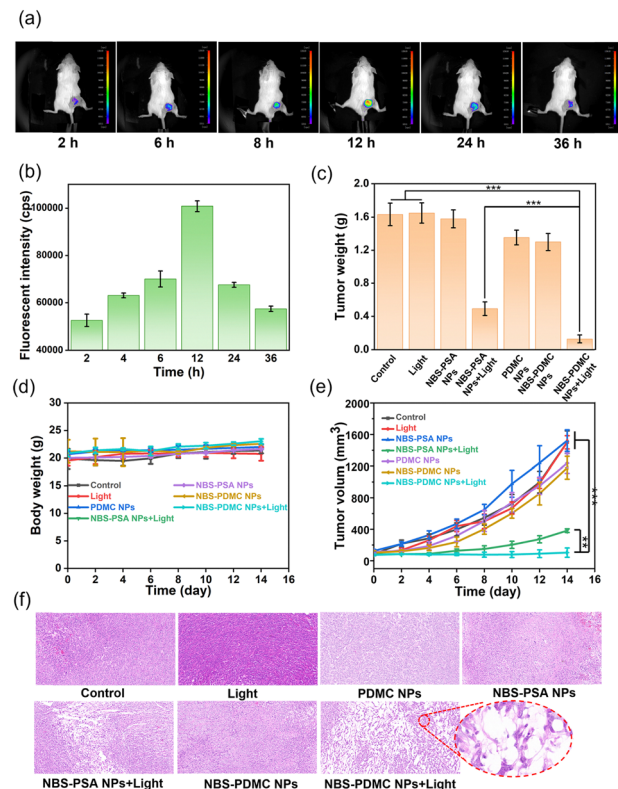 (a)
2 h 6 h 8 h 12 h 24 h 36 h
(b)
Fluorescent intensity (cps)
100000
80000
60000
40000
2 4 6 12 24 36
Time (h)
(c)
Tumor weight (g)
2.0
1.6
1.2
0.8
0.4
0.0
***
***
Control
Light
NBS-PSA NPs
NBS-PSA NPs+Light
PDMC NPs
NBS-PDMC NPs
NBS-PDMC NPs+Light
(d)
Body weight (g)
30
25
20
15
10
5
0
0 2 4 6 8 10 12 14 16
Time (day)
Control
Light
PDMC NPs
NBS-PSA NPs+Light
NBS-PSA NPs
NBS-PDMC NPs
NBS-PDMC NPs+Light
(e)
Tumor volum (mm3)
1800
1600
1200
800
400
0
0 2 4 6 8 10 12 14 16
Time (day)
Control
Light
NBS-PSA NPs
NBS-PSA NPs+Light
PDMC NPs
NBS-PDMC NPs
NBS-PDMC NPs+Light
***
**
(f)
Control Light PDMC NPs NBS-PSA NPs
NBS-PSA NPs+Light NBS-PDMC NPs NBS-PDMC NPs+Light